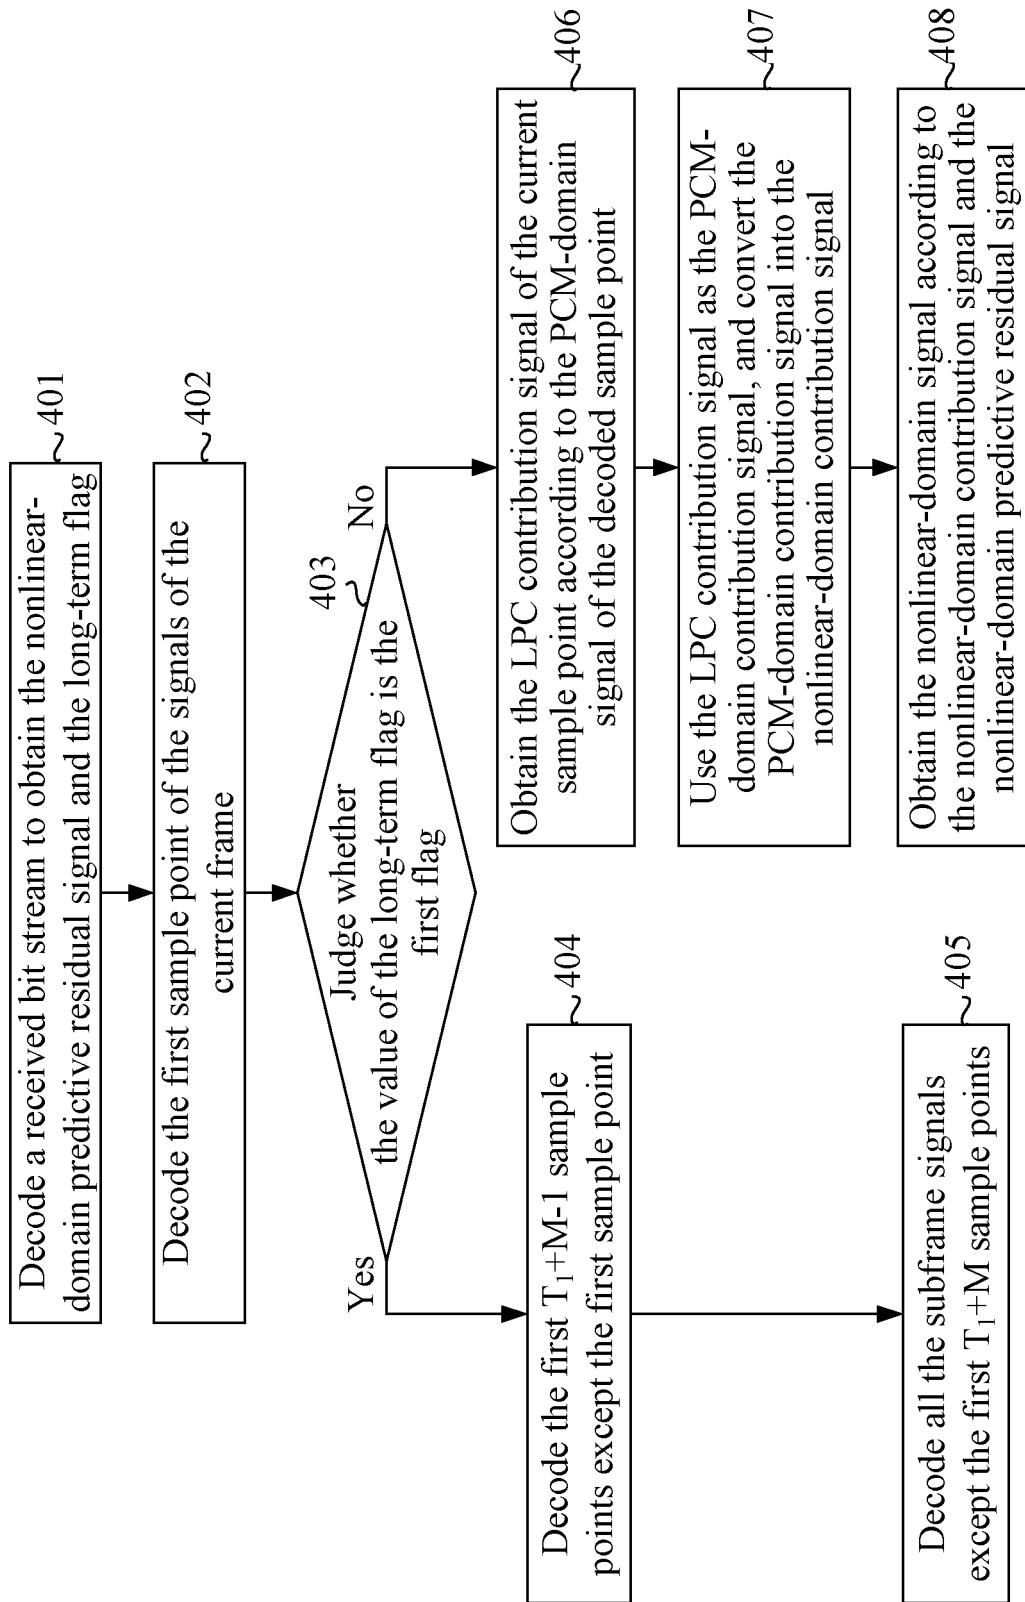 Decode a received bit stream to obtain the nonlinear-
domain predictive residual signal and the long-term flag
401
Decode the first sample point of the signals of the
current frame
402
403
Judge whether
the value of the long-term flag is the
first flag
Yes
No
Decode the first T₁+M-1 sample
points except the first sample point
404
Decode all the subframe signals
except the first T₁+M sample points
405
Obtain the LPC contribution signal of the current
sample point according to the PCM-domain
signal of the decoded sample point
406
Use the LPC contribution signal as the PCM-
domain contribution signal, and convert the
PCM-domain contribution signal into the
nonlinear-domain contribution signal
407
Obtain the nonlinear-domain signal according to
the nonlinear-domain contribution signal and the
nonlinear-domain predictive residual signal
408